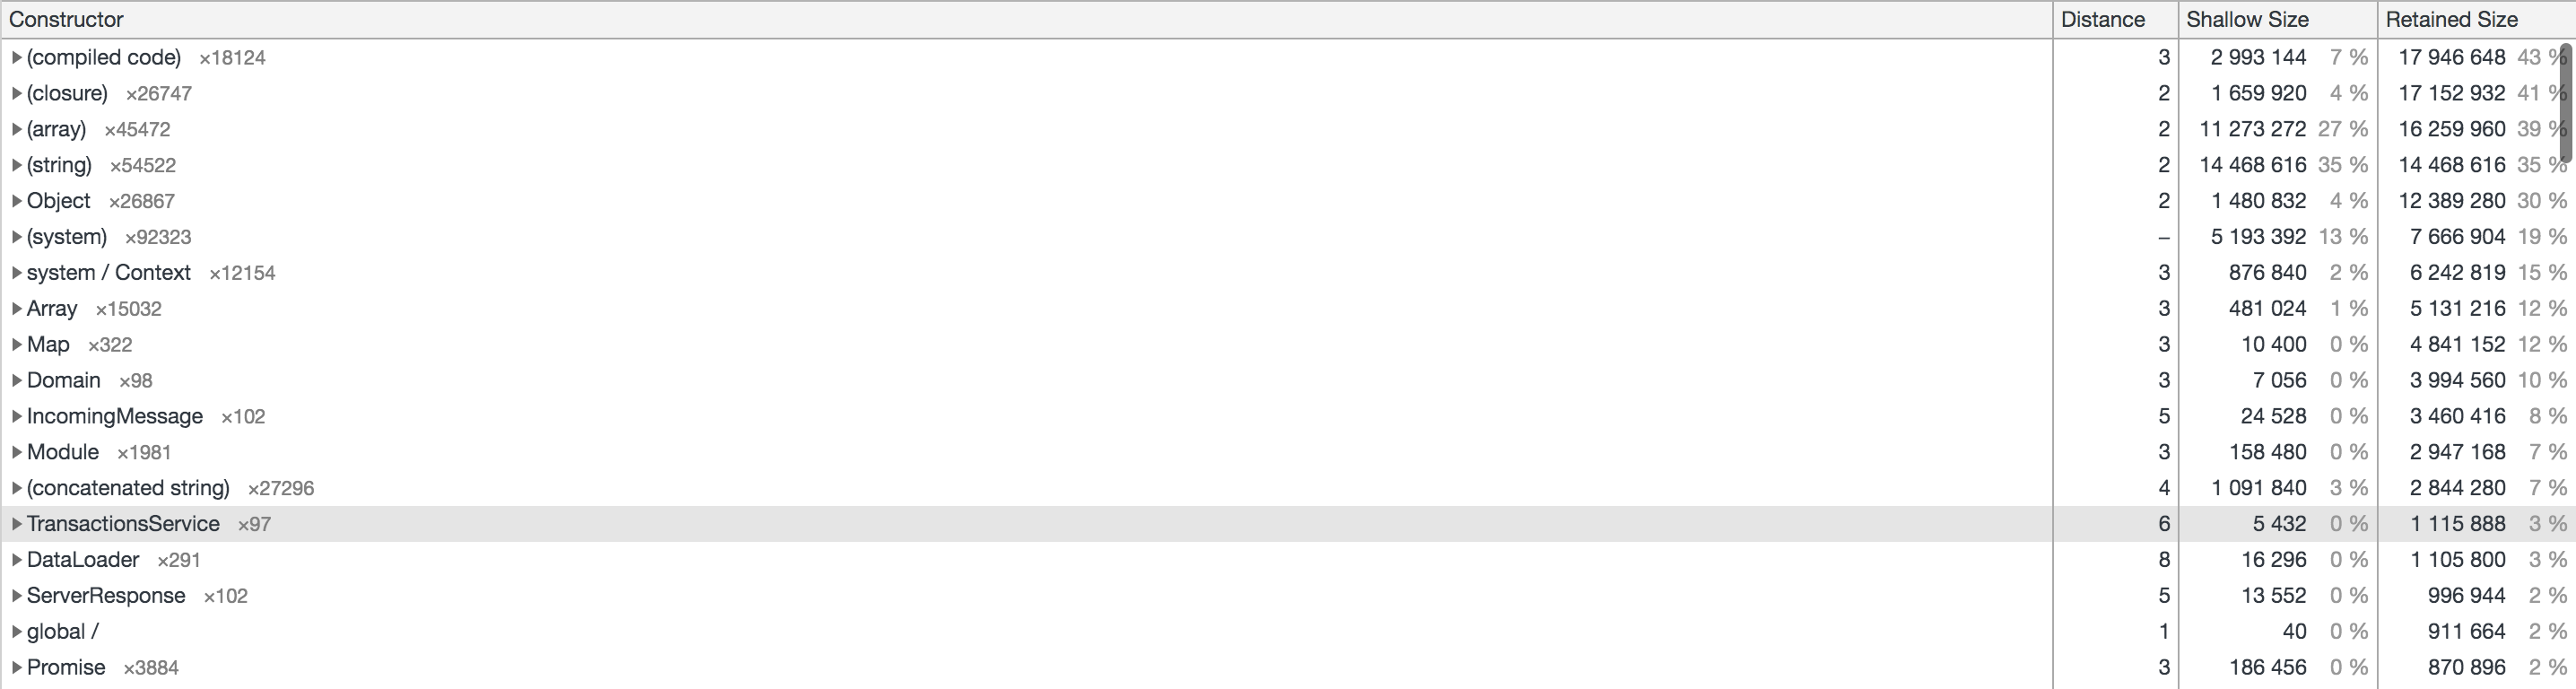 Constructor Distance Shallow Size Retained Size
(compiled code) ×18124 3 2 993 144 7 % 17 946 648 43 %
(closure) ×26747 2 1 659 920 4 % 17 152 932 41 %
(array) ×45472 2 11 273 272 27 % 16 259 960 39 %
(string) ×54522 2 14 468 616 35 % 14 468 616 35 %
Object ×26867 2 1 480 832 4 % 12 389 280 30 %
(system) ×92323 – 5 193 392 13 % 7 666 904 19 %
system / Context ×12154 3 876 840 2 % 6 242 819 15 %
Array ×15032 3 481 024 1 % 5 131 216 12 %
Map ×322 3 10 400 0 % 4 841 152 12 %
Domain ×98 3 7 056 0 % 3 994 560 10 %
IncomingMessage ×102 5 24 528 0 % 3 460 416 8 %
Module ×1981 3 158 480 0 % 2 947 168 7 %
(concatenated string) ×27296 4 1 091 840 3 % 2 844 280 7 %
TransactionsService ×97 6 5 432 0 % 1 115 888 3 %
DataLoader ×291 8 16 296 0 % 1 105 800 3 %
ServerResponse ×102 5 13 552 0 % 996 944 2 %
global / 1 40 0 % 911 664 2 %
Promise ×3884 3 186 456 0 % 870 896 2 %